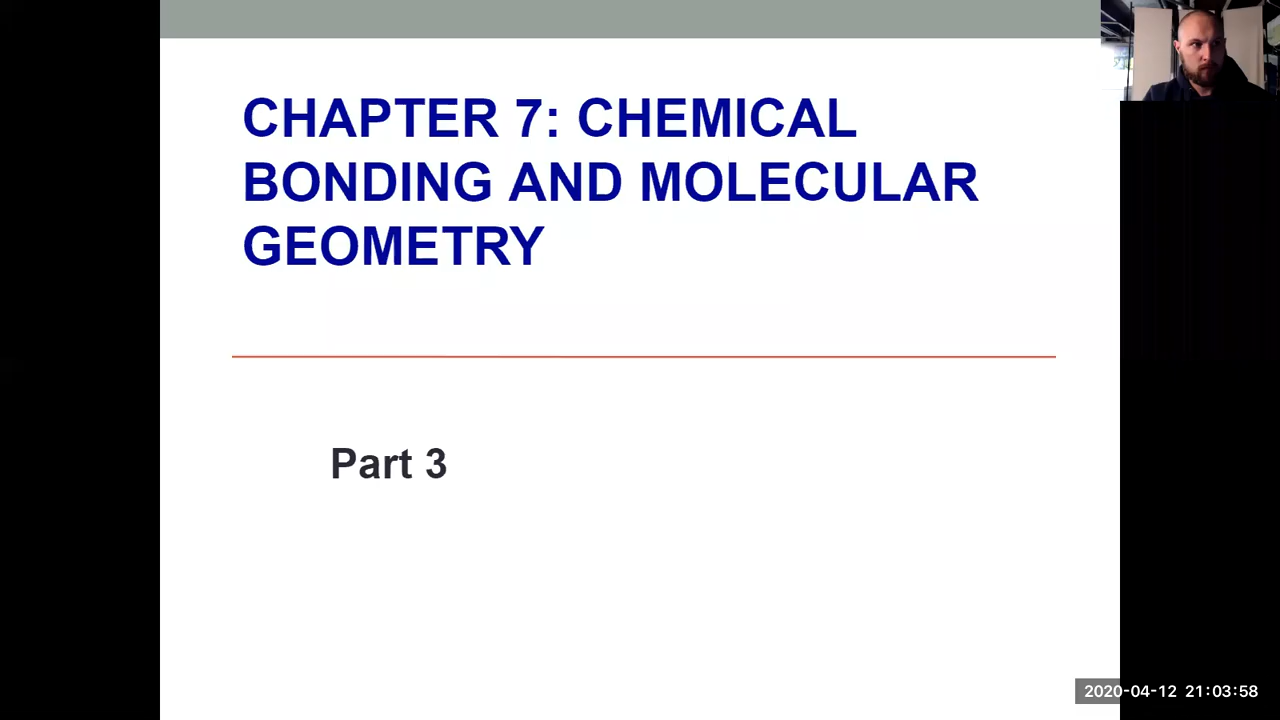 CHAPTER 7: CHEMICAL
BONDING AND MOLECULAR
GEOMETRY
Part 3
2020-04-12 21:03:58